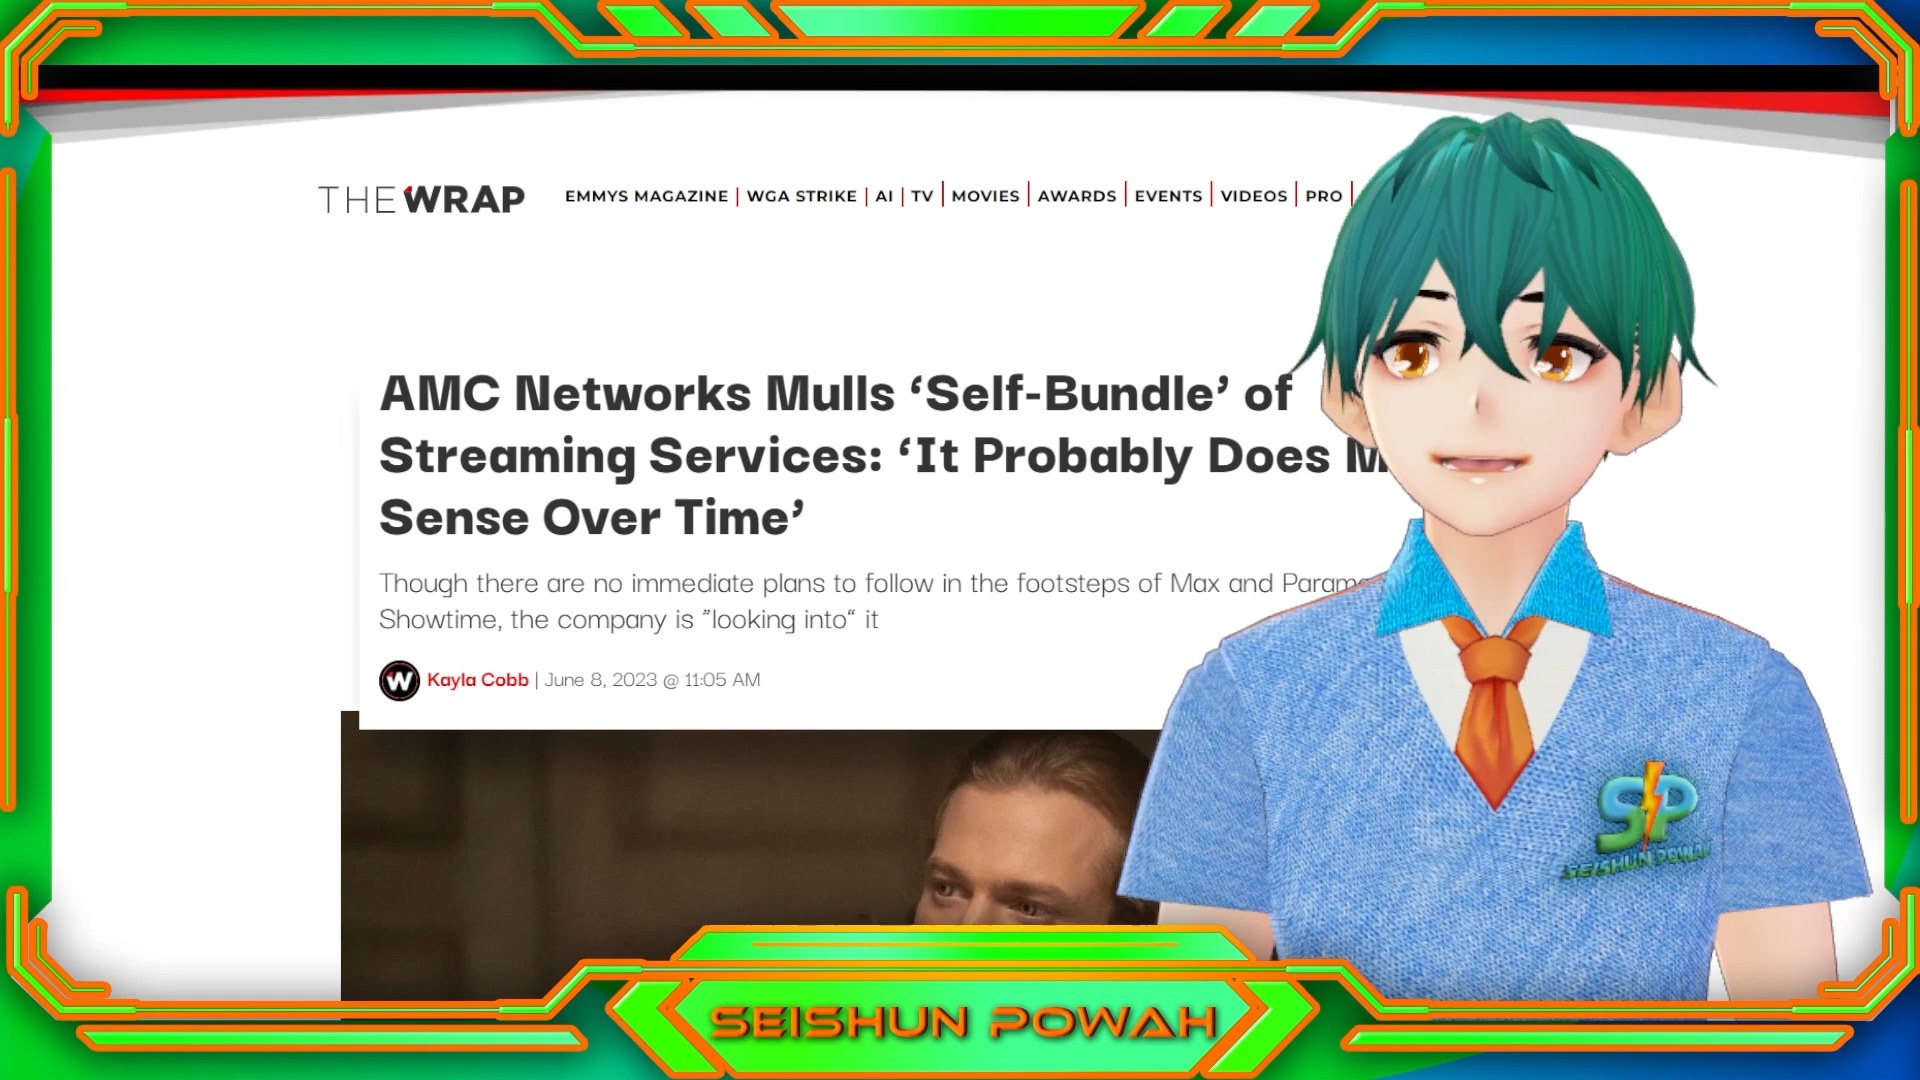 THE WRAP
EMMYS MAGAZINE | WGA STRIKE | AI | TV | MOVIES | AWARDS | EVENTS | VIDEOS | PRO |
AMC Networks Mulls ‘Self-Bundle’ of
Streaming Services: ‘It Probably Does
Sense Over Time’
Though there are no immediate plans to follow in the footsteps of Max and
Showtime, the company is "looking into" it
W Kayla Cobb | June 8, 2023 @ 11:05 AM
SP
SEISHUN POWAH
SEISHUN POWAH